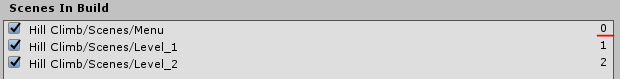 Scenes In Build
Hill Climb/Scenes/Menu 0
Hill Climb/Scenes/Level_1 1
Hill Climb/Scenes/Level_2 2